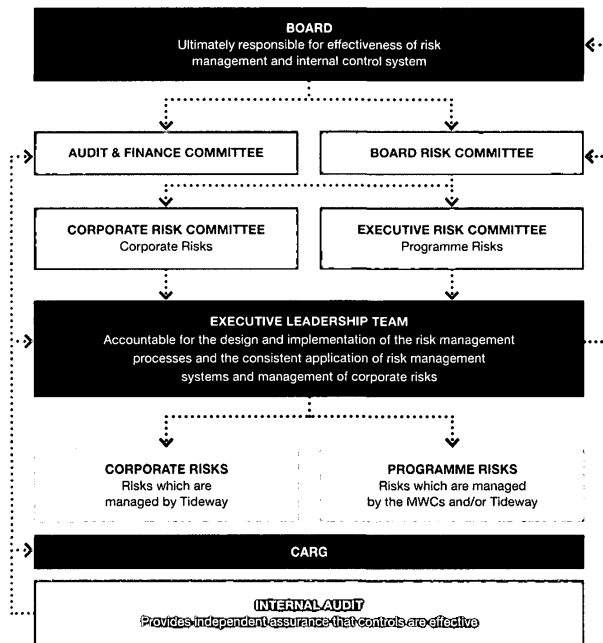 BOARD
Ultimately responsible for effectiveness of risk
management and internal control system
AUDIT & FINANCE COMMITTEE
BOARD RISK COMMITTEE
CORPORATE RISK COMMITTEE
Corporate Risks
EXECUTIVE RISK COMMITTEE
Programme Risks
EXECUTIVE LEADERSHIP TEAM
Accountable for the design and implementation of the risk management
processes and the consistent application of risk management
systems and management of corporate risks
CORPORATE RISKS
Risks which are
managed by Tideway
PROGRAMME RISKS
Risks which are managed
by the MWCs and/or Tideway
CARG
INTERNAL AUDIT
Provides independent assurance that controls are effective